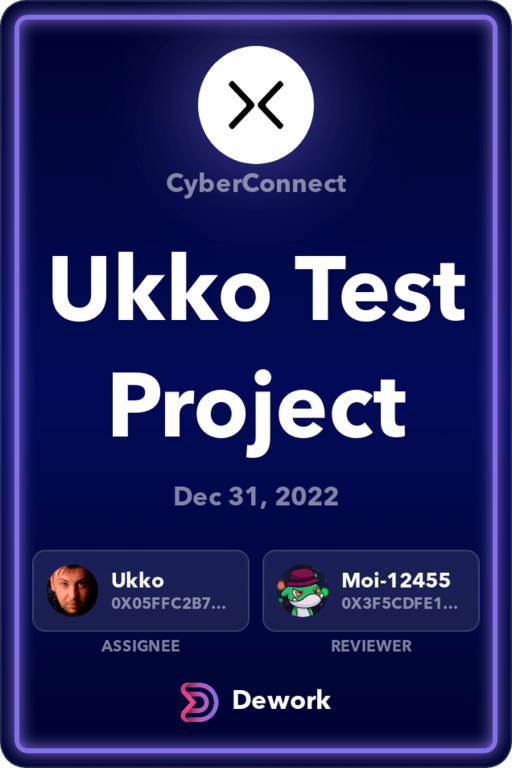 CyberConnect
Ukko Test
Project
Dec 31, 2022
Ukko
0X05FFC2B7...
ASSIGNEE
Moi-12455
0X3F5CDFE1...
REVIEWER
Dework